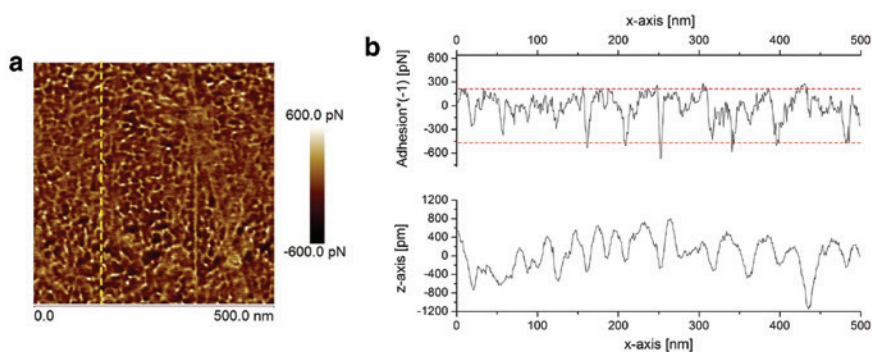 a
600.0 pN
-600.0 pN
0.0
500.0 nm
b
x-axis [nm]
0 100 200 300 400 500
Adhesion*(-1) [pN]
600
300
0
-300
-600
z-axis [pm]
1200
800
400
0
-400
-800
-1200
0 100 200 300 400 500
x-axis [nm]